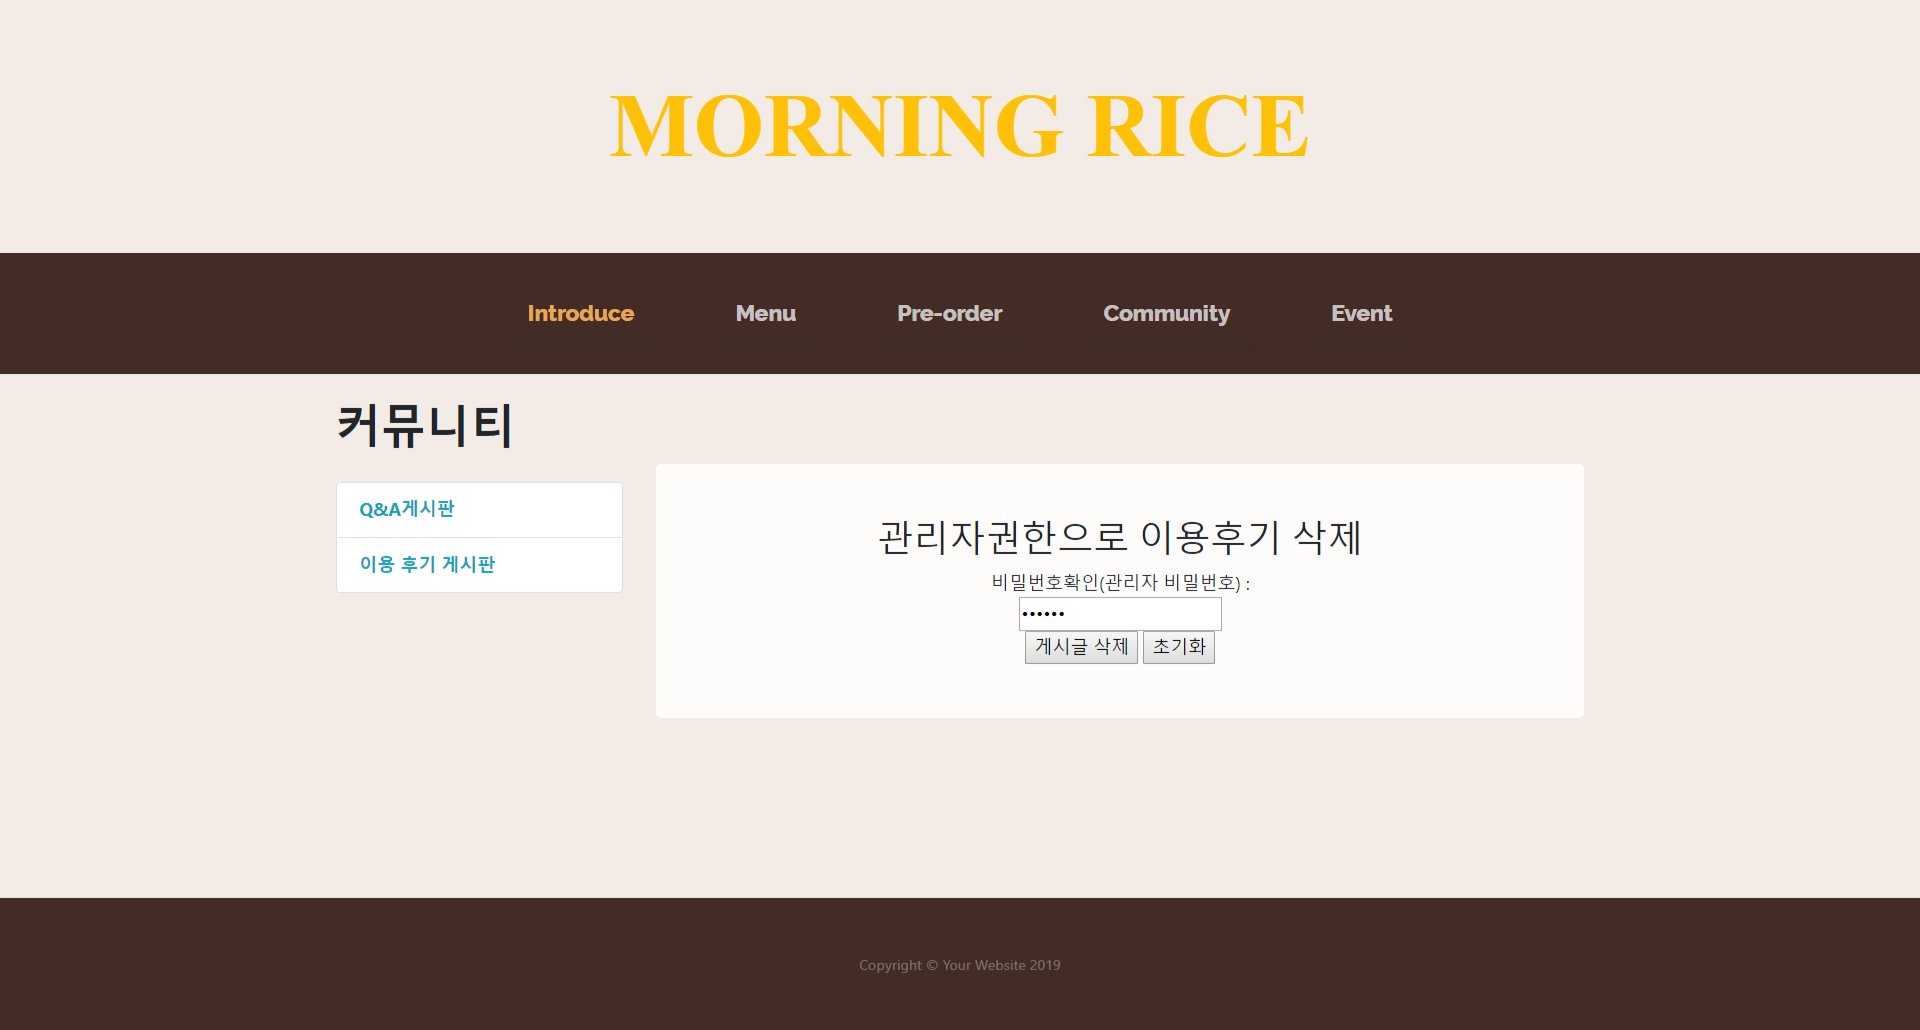 MORNING RICE
Introduce Menu Pre-order Community Event
커뮤니티
Q&A게시판
이용 후기 게시판
관리자권한으로 이용후기 삭제
비밀번호확인(관리자 비밀번호) :
••••••
게시글 삭제 초기화
Copyright © Your Website 2019